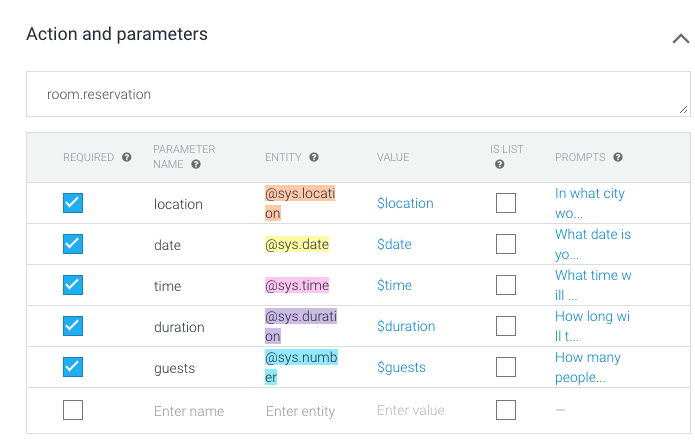 Action and parameters
room.reservation
REQUIRED PARAMETER NAME ENTITY VALUE IS LIST PROMPTS
location @sys.location $location In what city wo...
date @sys.date $date What date is yo...
time @sys.time $time What time will ...
duration @sys.duration $duration How long will t...
guests @sys.number $guests How many people...
Enter name Enter entity Enter value –